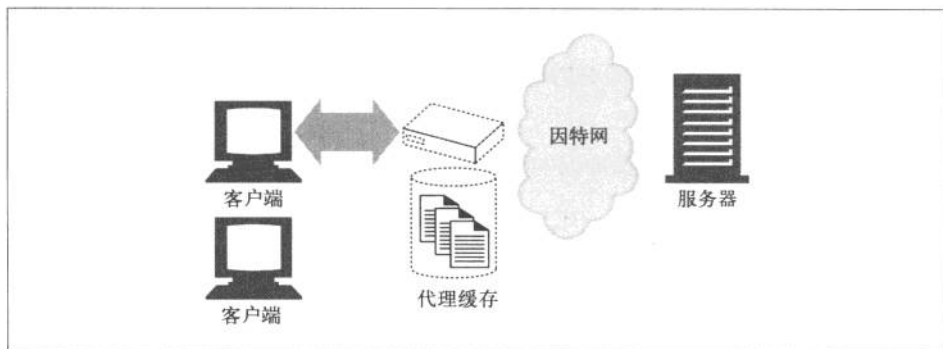 因特网
客户端
服务器
代理缓存
客户端